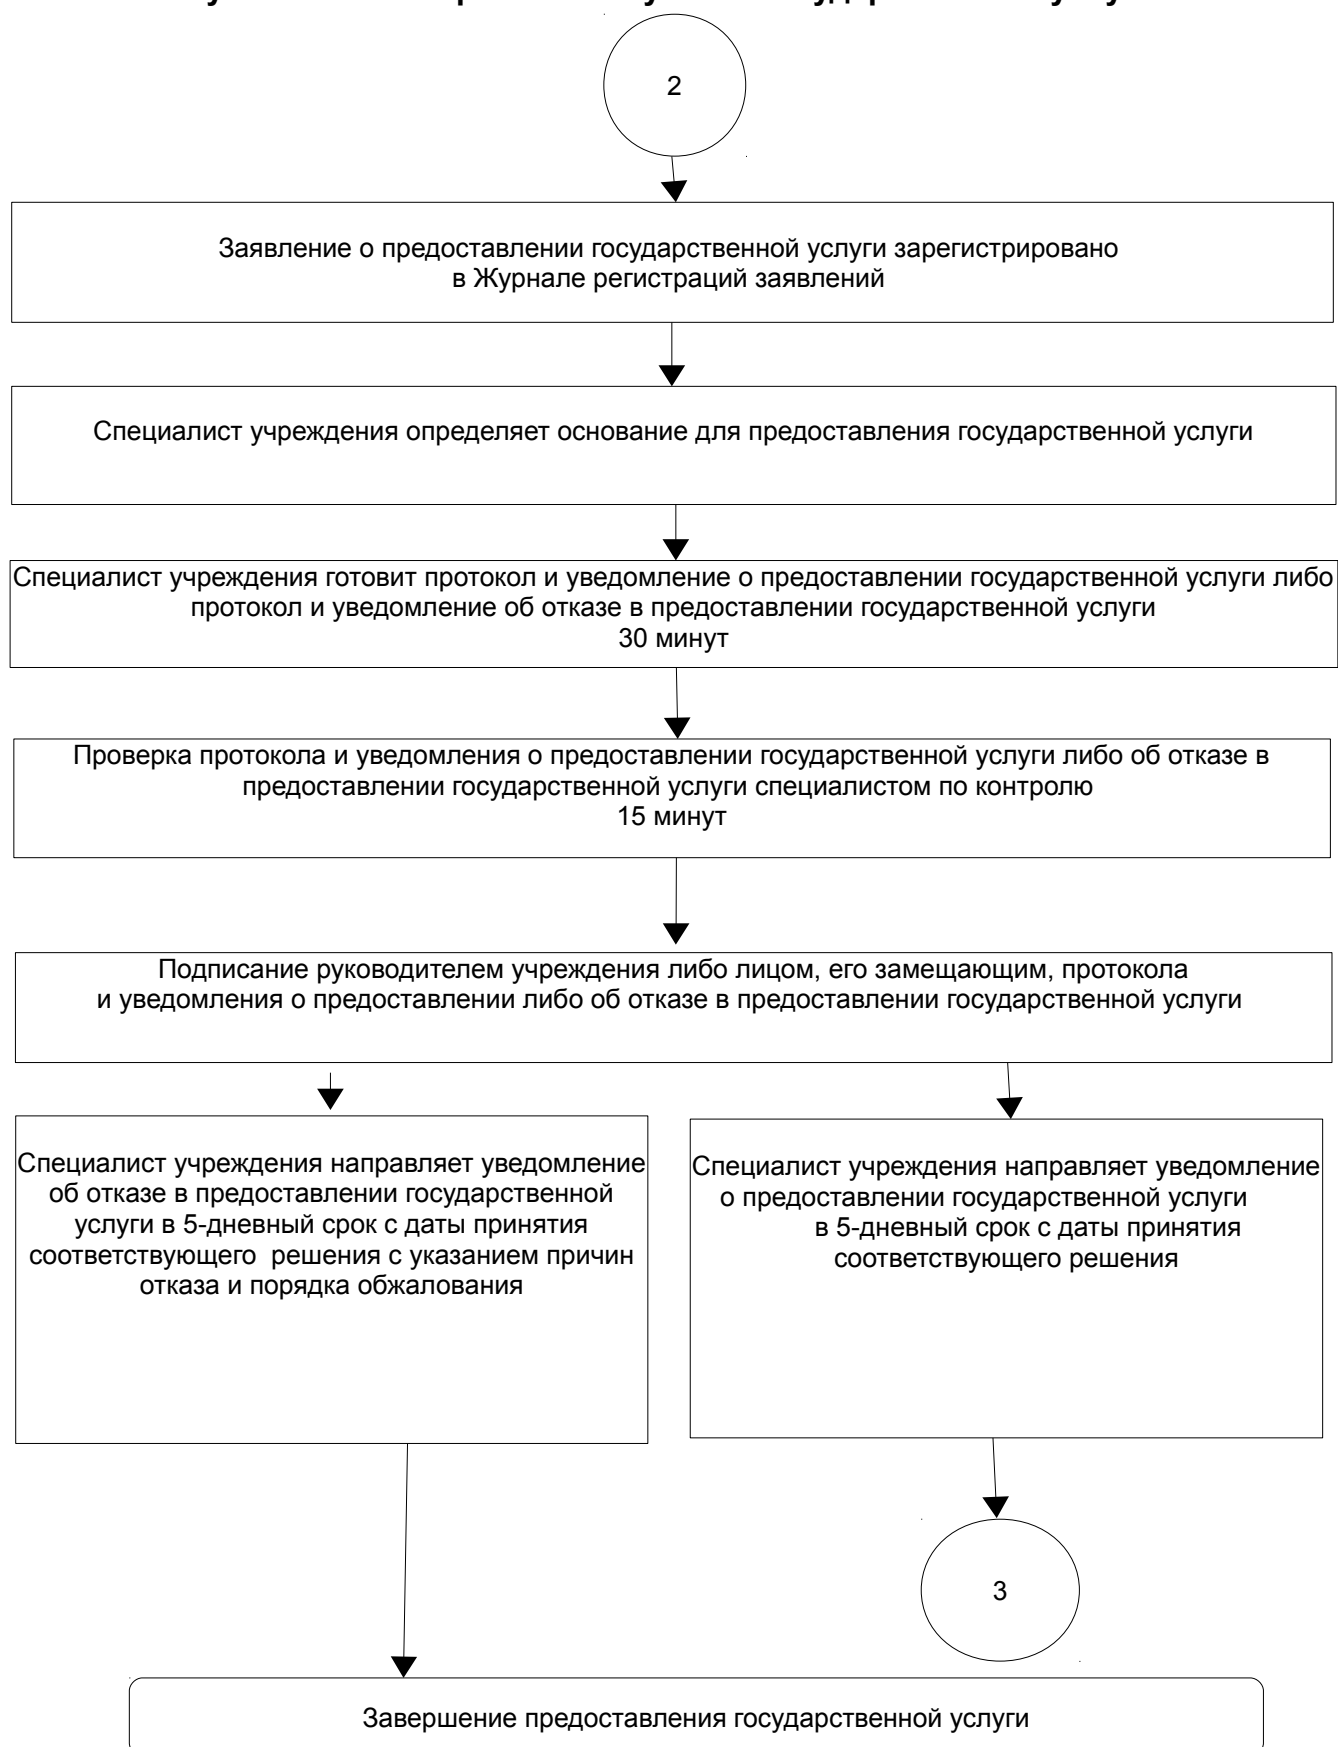 2
Заявление о предоставлении государственной услуги зарегистрировано
в Журнале регистраций заявлений
Специалист учреждения определяет основание для предоставления государственной услуги
Специалист учреждения готовит протокол и уведомление о предоставлении государственной услуги либо
протокол и уведомление об отказе в предоставлении государственной услуги
30 минут
Проверка протокола и уведомления о предоставлении государственной услуги либо об отказе в
предоставлении государственной услуги специалистом по контролю
15 минут
Подписание руководителем учреждения либо лицом, его замещающим, протокола
и уведомления о предоставлении либо об отказе в предоставлении государственной услуги
Специалист учреждения направляет уведомление
об отказе в предоставлении государственной
услуги в 5-дневный срок с даты принятия
соответствующего решения с указанием причин
отказа и порядка обжалования
Специалист учреждения направляет уведомление
о предоставлении государственной услуги
в 5-дневный срок с даты принятия
соответствующего решения
3
Завершение предоставления государственной услуги